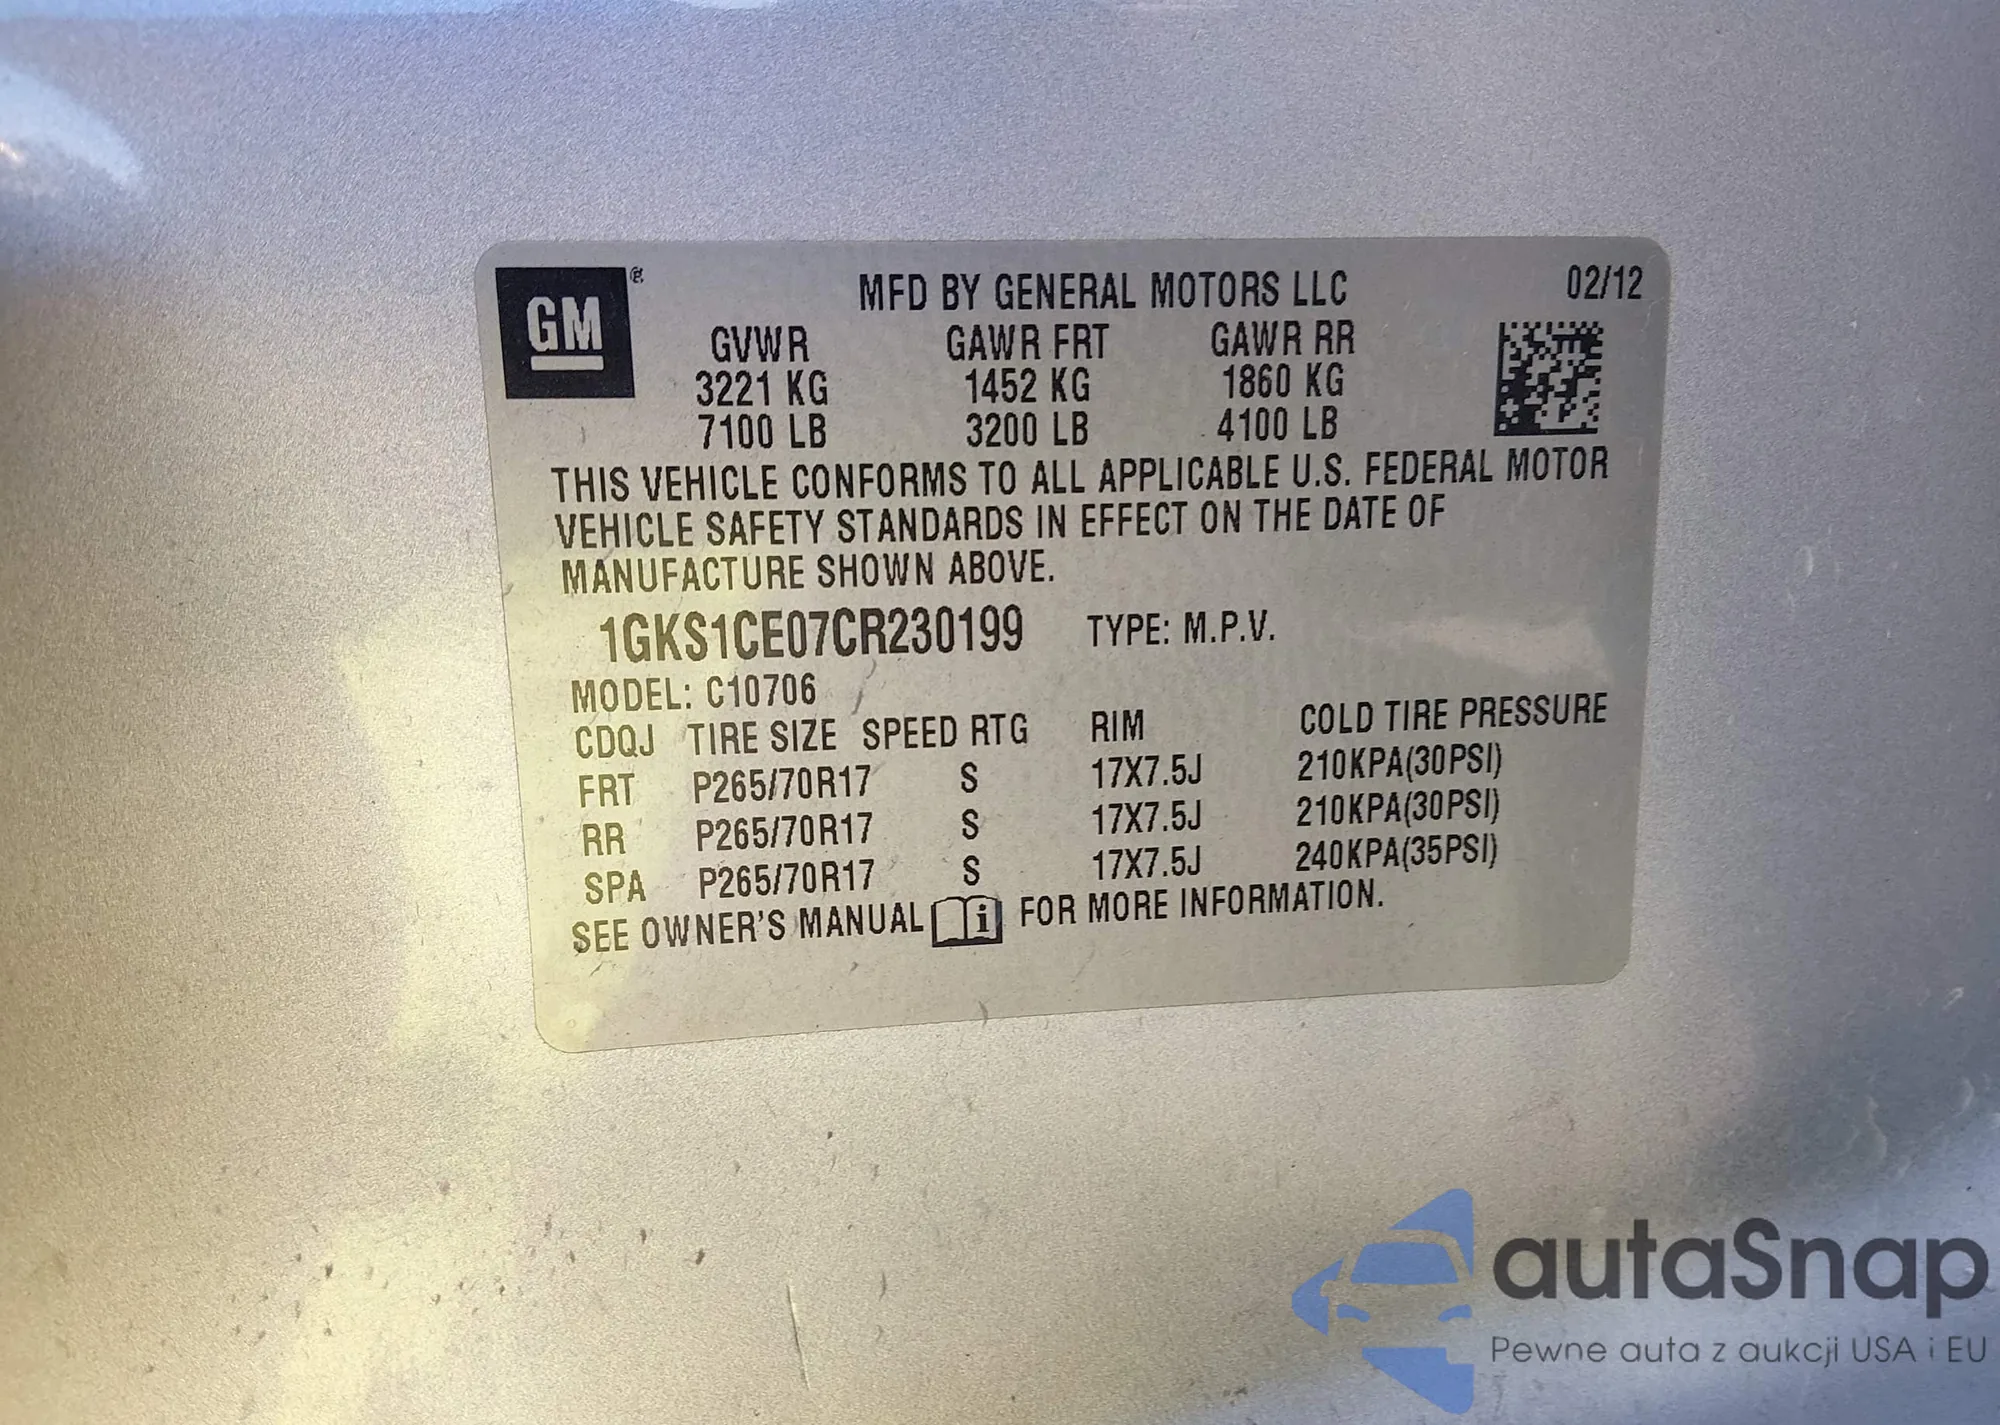 GM
MFD BY GENERAL MOTORS LLC 02/12
GVWR GAWR FRT GAWR RR
3221 KG 1452 KG 1860 KG
7100 LB 3200 LB 4100 LB
THIS VEHICLE CONFORMS TO ALL APPLICABLE U.S. FEDERAL MOTOR
VEHICLE SAFETY STANDARDS IN EFFECT ON THE DATE OF
MANUFACTURE SHOWN ABOVE.
1GKS1CE07CR230199 TYPE: M.P.V.
MODEL: C10706
CDQJ TIRE SIZE SPEED RTG RIM COLD TIRE PRESSURE
FRT P265/70R17 S 17X7.5J 210KPA(30PSI)
RR P265/70R17 S 17X7.5J 210KPA(30PSI)
SPA P265/70R17 S 17X7.5J 240KPA(35PSI)
SEE OWNER'S MANUAL i FOR MORE INFORMATION.
autaSnap
Pewne auta z aukcji USA i EU